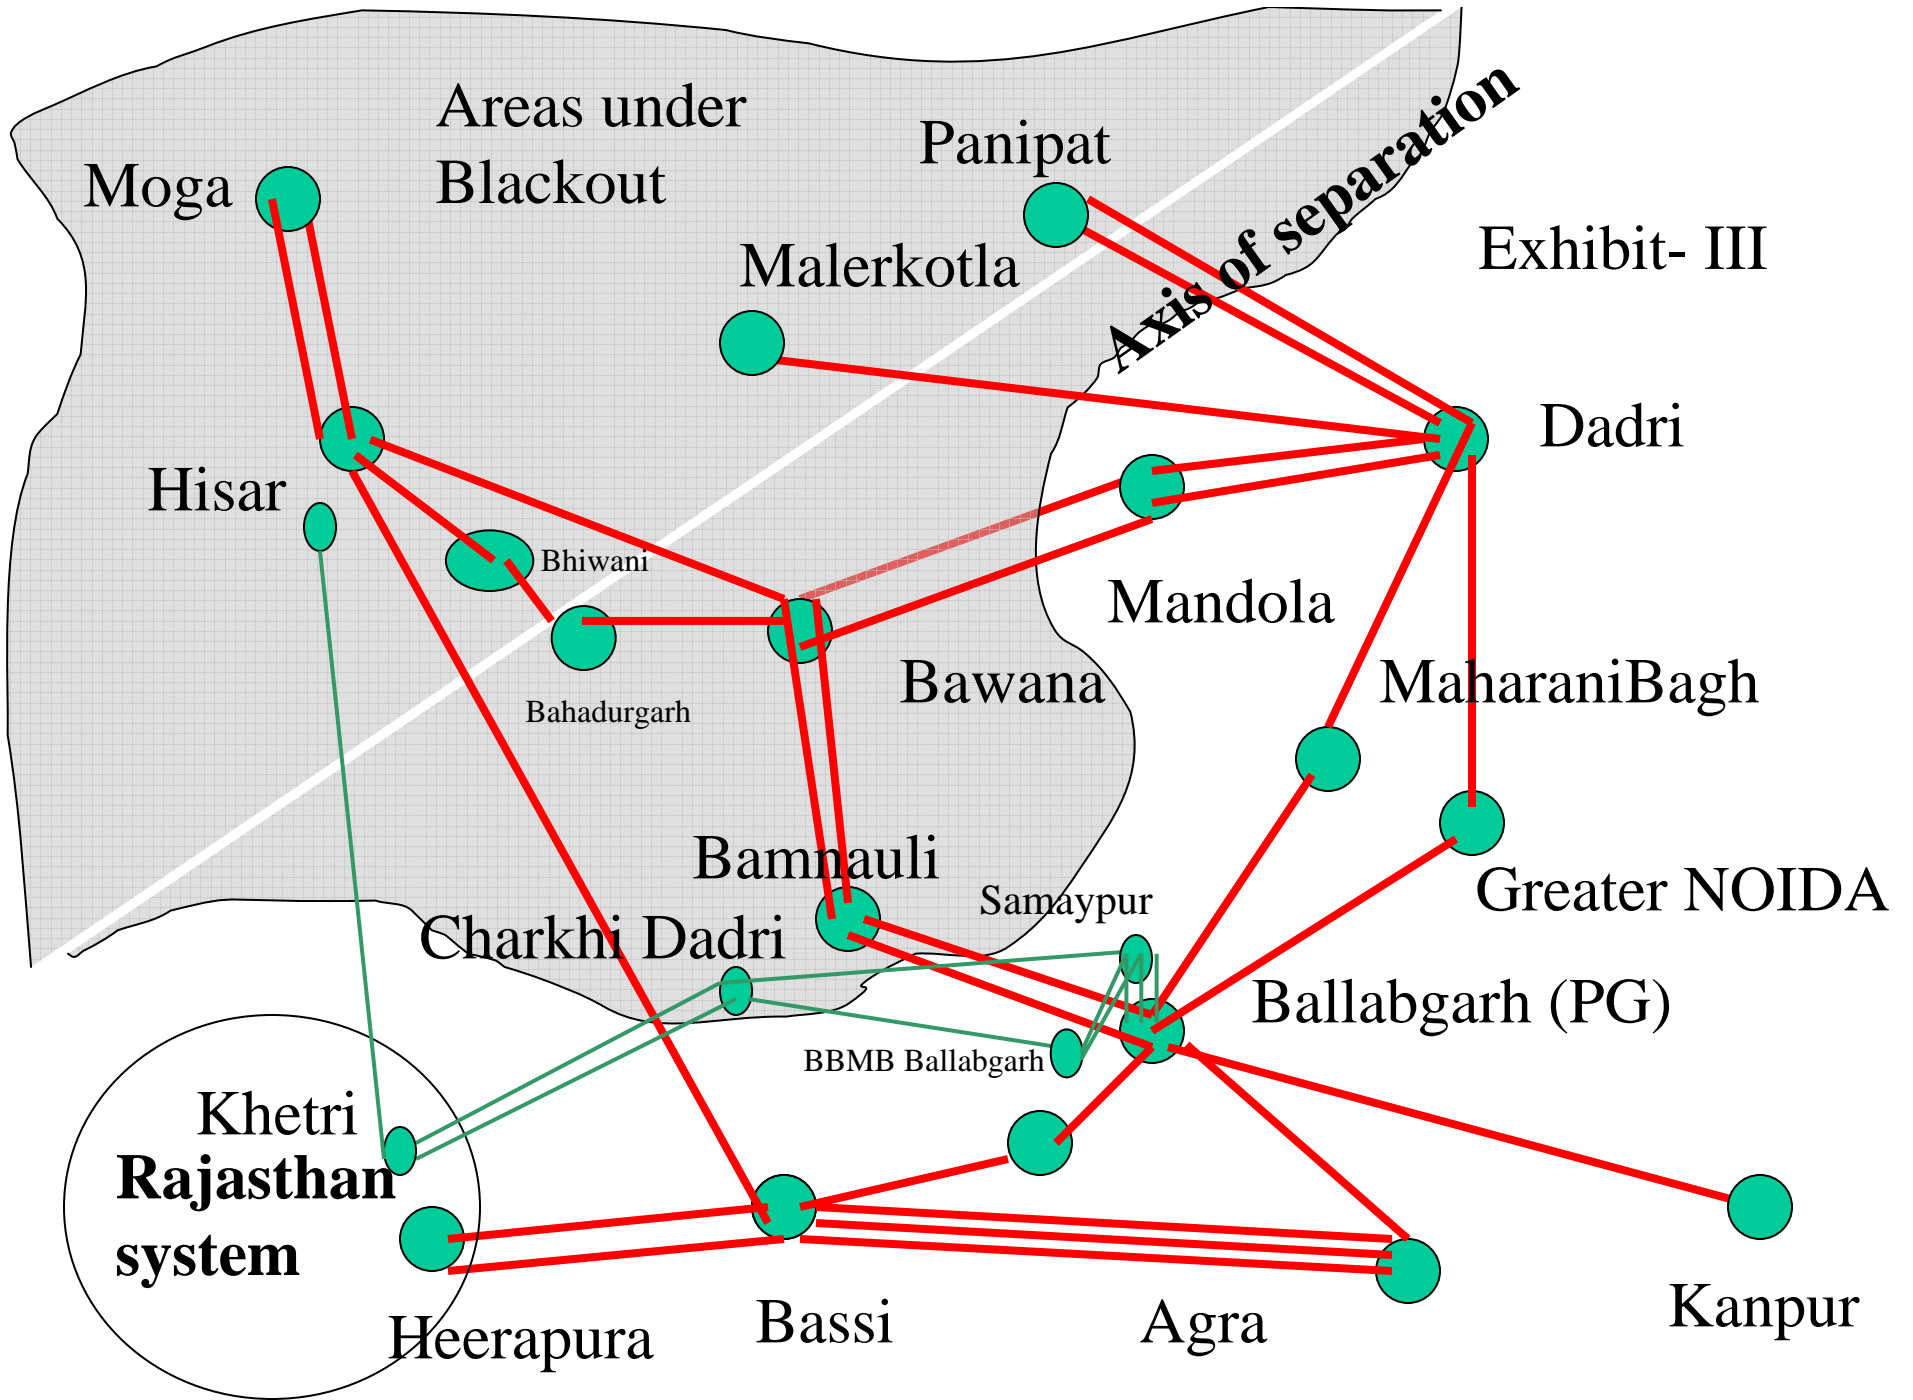 Areas under
Blackout
Panipat
Moga
Axis of separation
Malerkotla
Exhibit- III
Dadri
Hisar
Bhiwani
Mandola
Bawana
MaharaniBagh
Bahadurgarh
Bamnauli
Samaypur
Greater NOIDA
Charkhi Dadri
Ballabgarh (PG)
BBMB Ballabgarh
Khetri
Rajasthan
system
Heerapura
Bassi
Agra
Kanpur